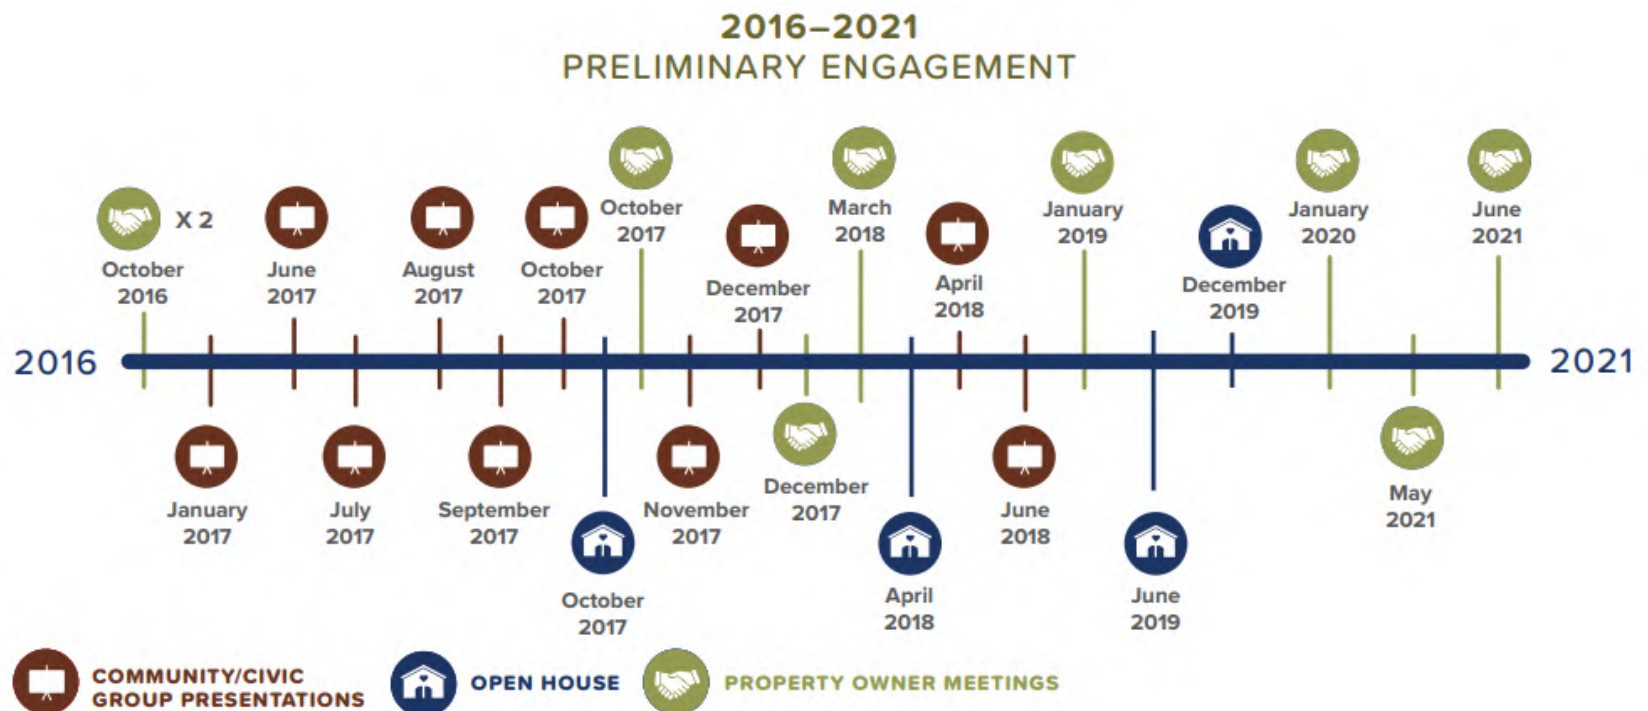 2016–2021
PRELIMINARY ENGAGEMENT
X 2
October
2016
June
2017
August
2017
October
2017
October
2017
December
2017
March
2018
April
2018
January
2019
December
2019
January
2020
June
2021
2016
2021
January
2017
July
2017
September
2017
October
2017
November
2017
December
2017
April
2018
June
2018
June
2019
May
2021
COMMUNITY/CIVIC
GROUP PRESENTATIONS
OPEN HOUSE
PROPERTY OWNER MEETINGS